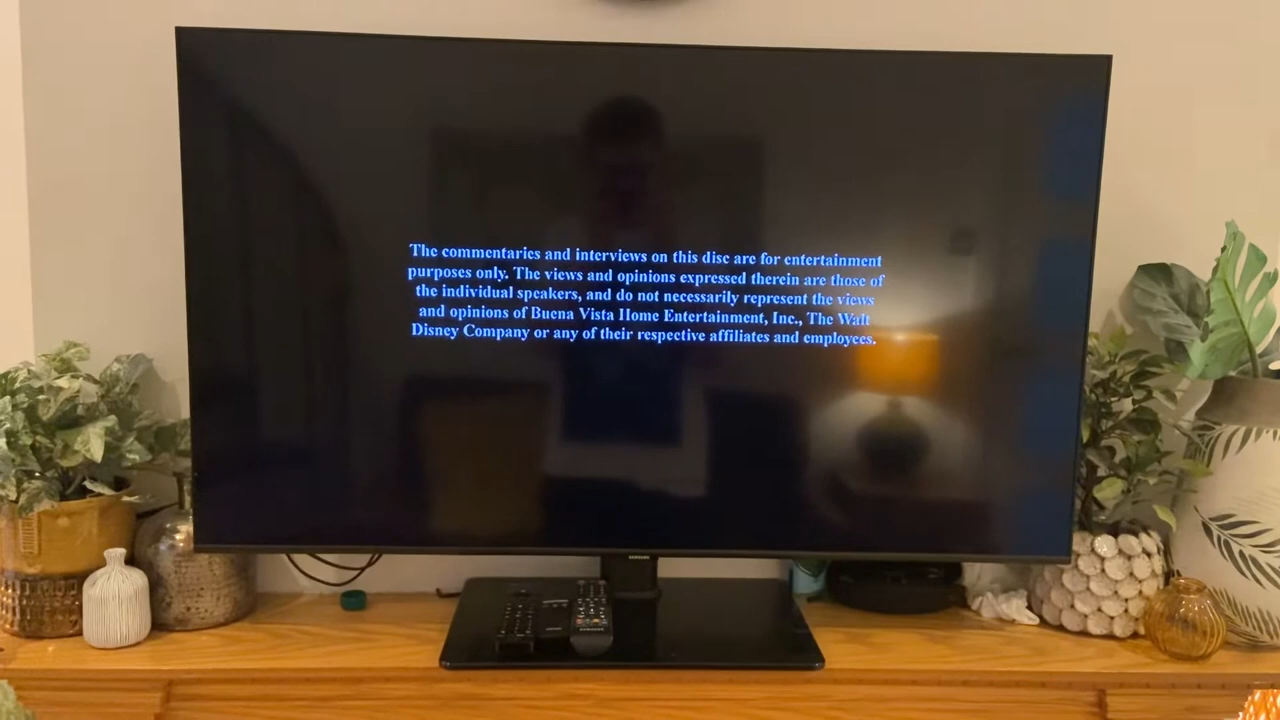 The commentaries and interviews on this disc are for entertainment
purposes only. The views and opinions expressed therein are those of
the individual speakers, and do not necessarily represent the views
and opinions of Buena Vista Home Entertainment, Inc., The Walt
Disney Company or any of their respective affiliates and employees.
SAMSUNG
SAMSUNG